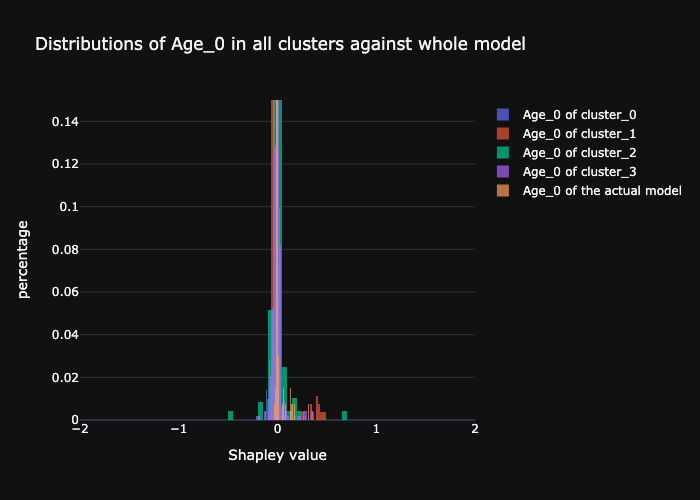 Distributions of Age_0 in all clusters against whole model
Age_0 of cluster_0
Age_0 of cluster_1
Age_0 of cluster_2
Age_0 of cluster_3
Age_0 of the actual model
percentage
0.14
0.12
0.1
0.08
0.06
0.04
0.02
0
−2
−1
0
1
2
Shapley value